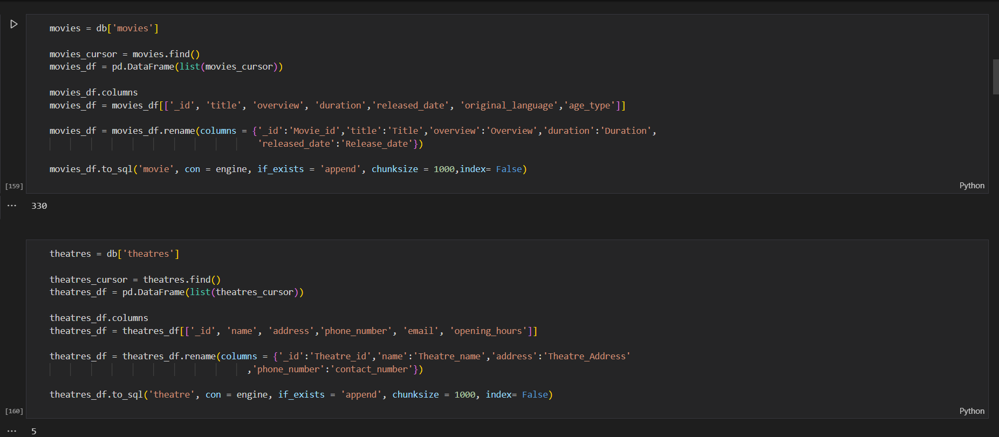 movies = db['movies']
movies_cursor = movies.find()
movies_df = pd.DataFrame(list(movies_cursor))
movies_df.columns
movies_df = movies_df[['_id', 'title', 'overview', 'duration','released_date', 'original_language','age_type']]
movies_df = movies_df.rename(columns = {'_id':'Movie_id','title':'Title','overview':'Overview','duration':'Duration',
'released_date':'Release_date'})
movies_df.to_sql('movie', con = engine, if_exists = 'append', chunksize = 1000,index= False)
[159]
Python
... 330
theatres = db['theatres']
theatres_cursor = theatres.find()
theatres_df = pd.DataFrame(list(theatres_cursor))
theatres_df.columns
theatres_df = theatres_df[['_id', 'name', 'address','phone_number', 'email', 'opening_hours']]
theatres_df = theatres_df.rename(columns = {'_id':'Theatre_id','name':'Theatre_name','address':'Theatre_Address'
,'phone_number':'contact_number'})
theatres_df.to_sql('theatre', con = engine, if_exists = 'append', chunksize = 1000, index= False)
[160]
Python
... 5